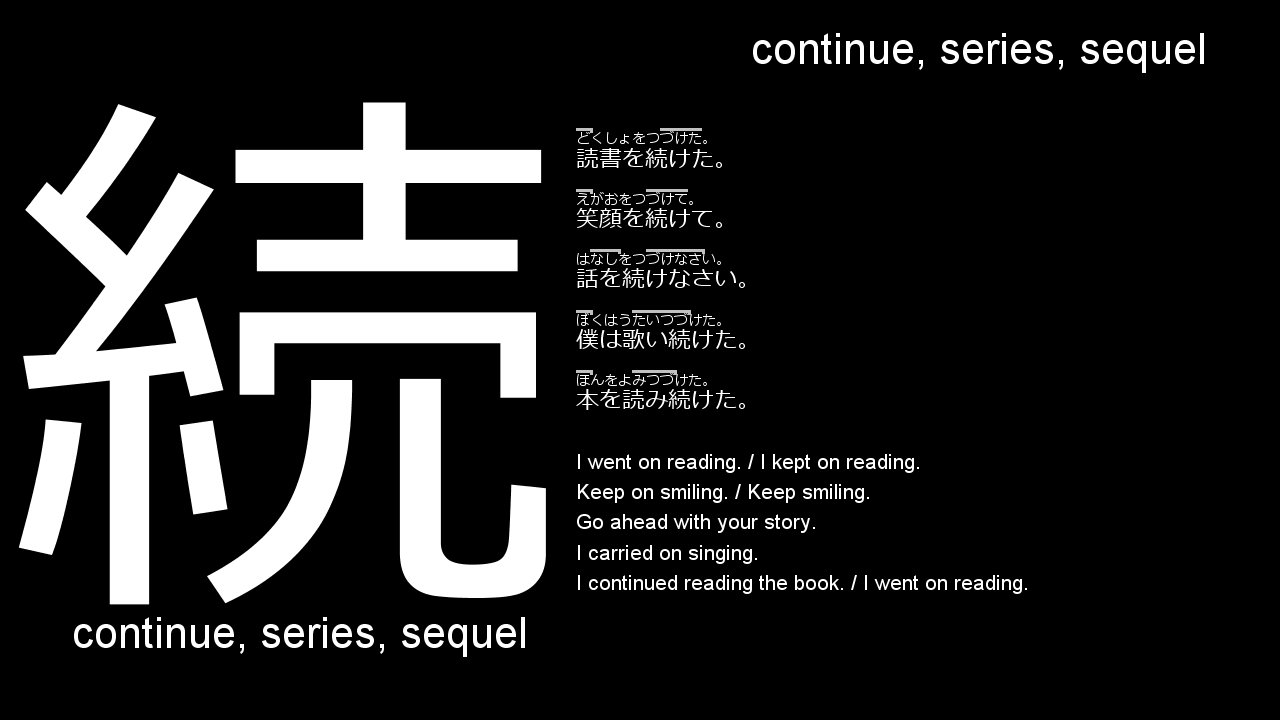 continue, series, sequel
続
continue, series, sequel
どくしょをつづけた。
読書を続けた。
えがおをつづけて。
笑顔を続けて。
はなしをつづけなさい。
話を続けなさい。
ぼくはうたいつづけた。
僕は歌い続けた。
ほんをよみつづけた。
本を読み続けた。
I went on reading. / I kept on reading.
Keep on smiling. / Keep smiling.
Go ahead with your story.
I carried on singing.
I continued reading the book. / I went on reading.